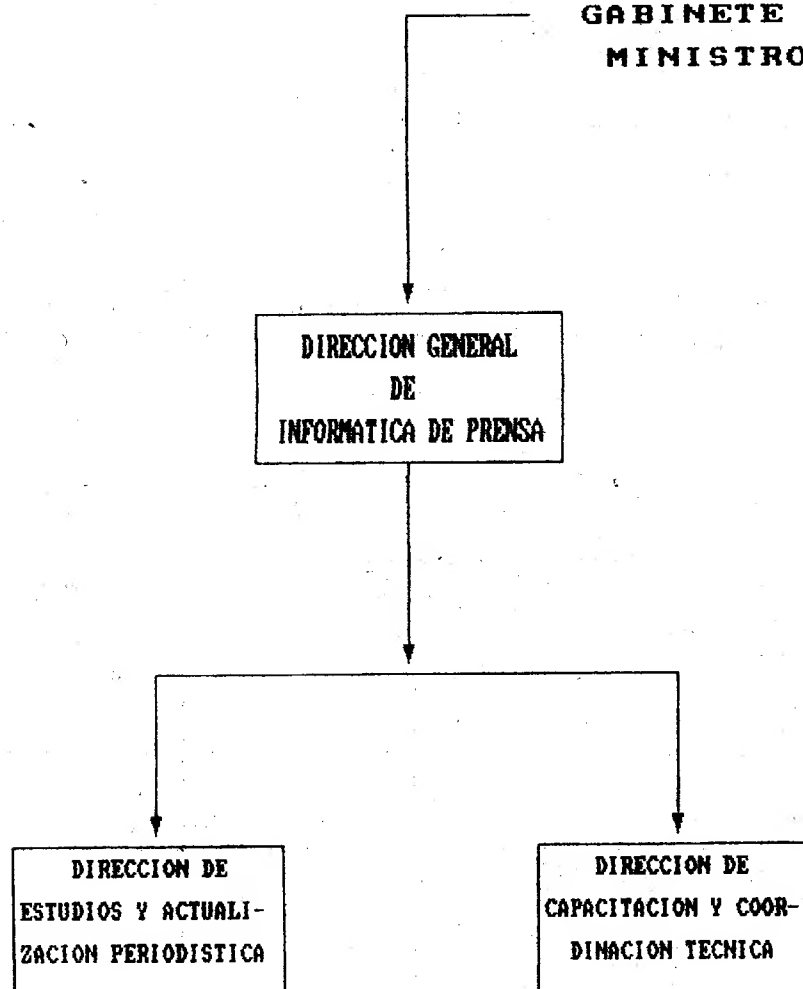 GABINETE
MINISTRO
DIRECCION GENERAL
DE
INFORMATICA DE PRENSA
DIRECCION DE
ESTUDIOS Y ACTUALI-
ZACION PERIODISTICA
DIRECCION DE
CAPACITACION Y COOR-
DINACION TECNICA